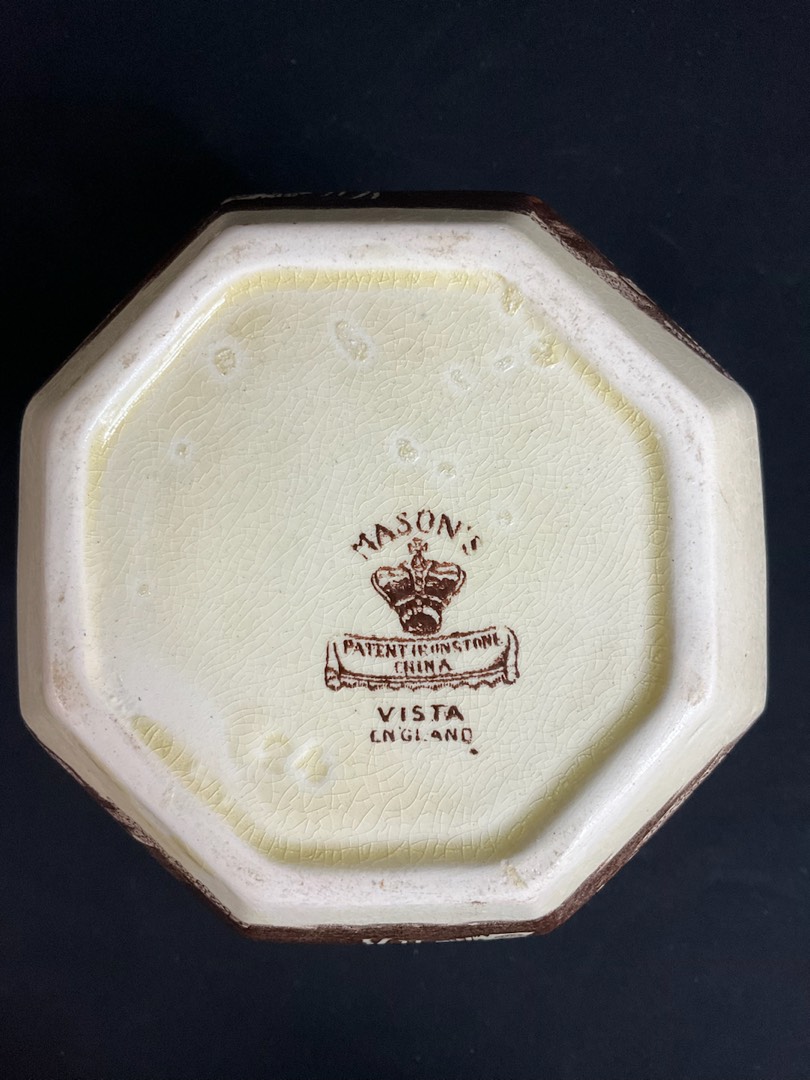 MASON'S
PATENT IRONSTONE
CHINA
VISTA
ENGLAND